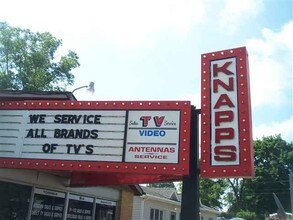 WE SERVICE
ALL BRANDS
OF TV'S
Sales TV Service
VIDEO
ANTENNAS
& SERVICE
KNAPPS